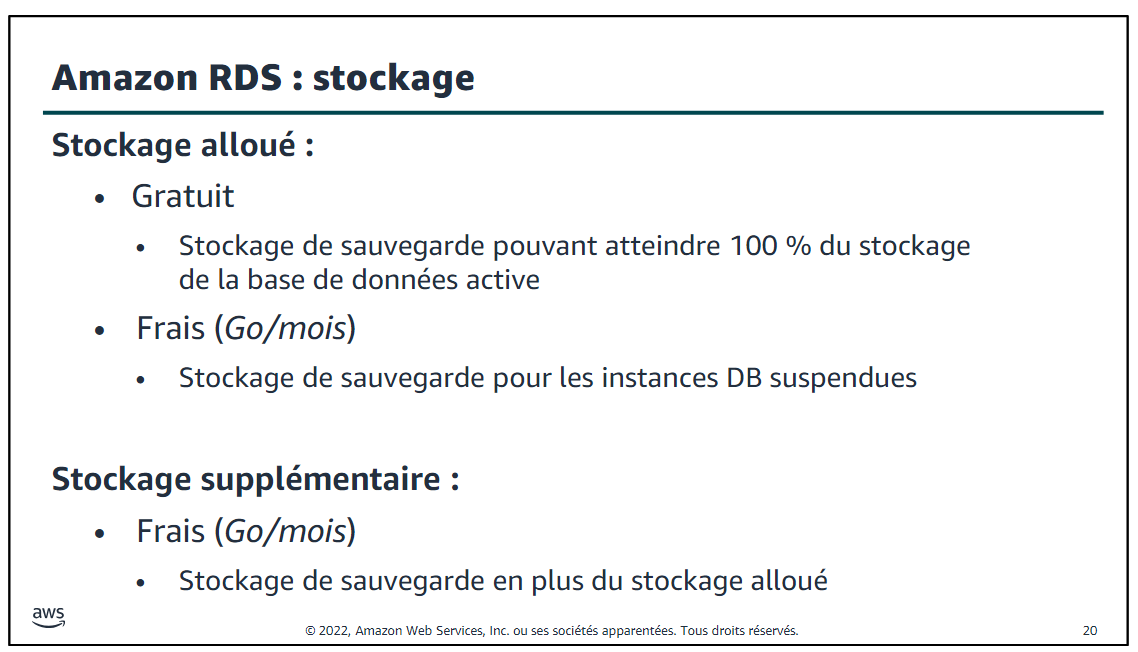 Amazon RDS : stockage
Stockage alloué :
• Gratuit
• Stockage de sauvegarde pouvant atteindre 100 % du stockage
de la base de données active
• Frais (Go/mois)
• Stockage de sauvegarde pour les instances DB suspendues
Stockage supplémentaire :
• Frais (Go/mois)
• Stockage de sauvegarde en plus du stockage alloué
aws
© 2022, Amazon Web Services, Inc. ou ses sociétés apparentées. Tous droits réservés.
20